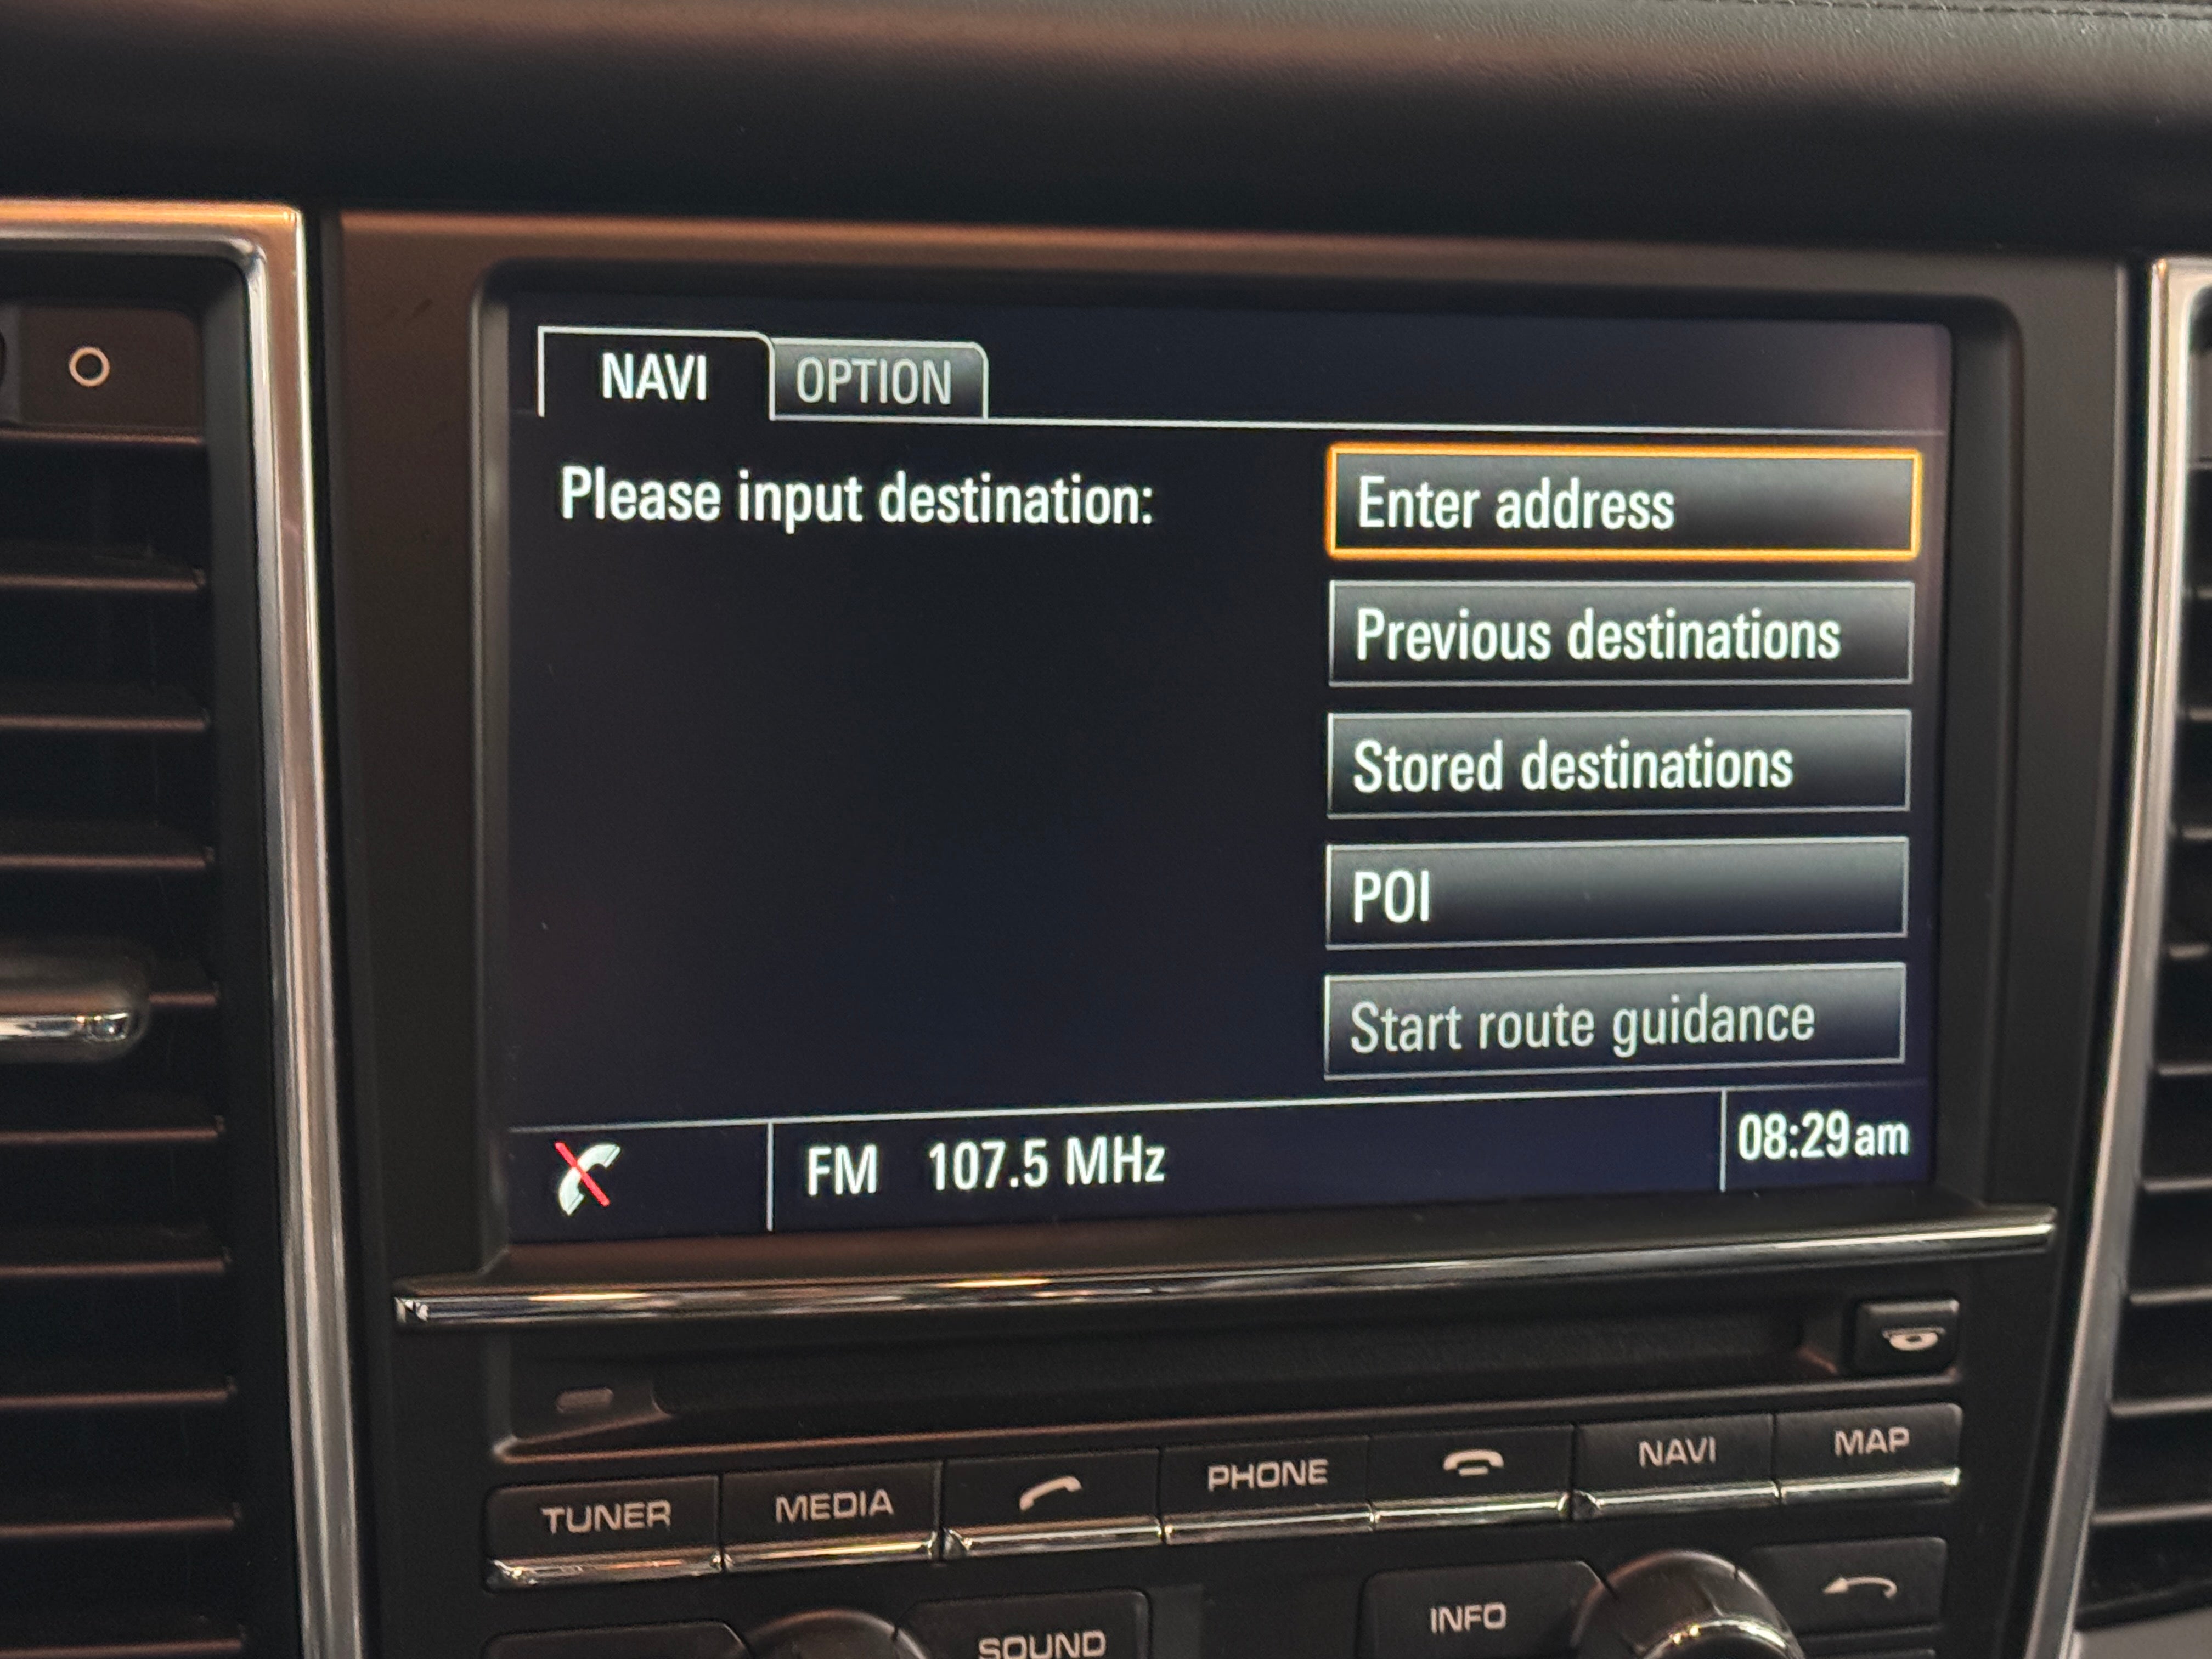 NAVI OPTION
Please input destination:
Enter address
Previous destinations
Stored destinations
POI
Start route guidance
FM 107.5 MHz 08:29am
TUNER MEDIA PHONE NAVI MAP
SOUND INFO